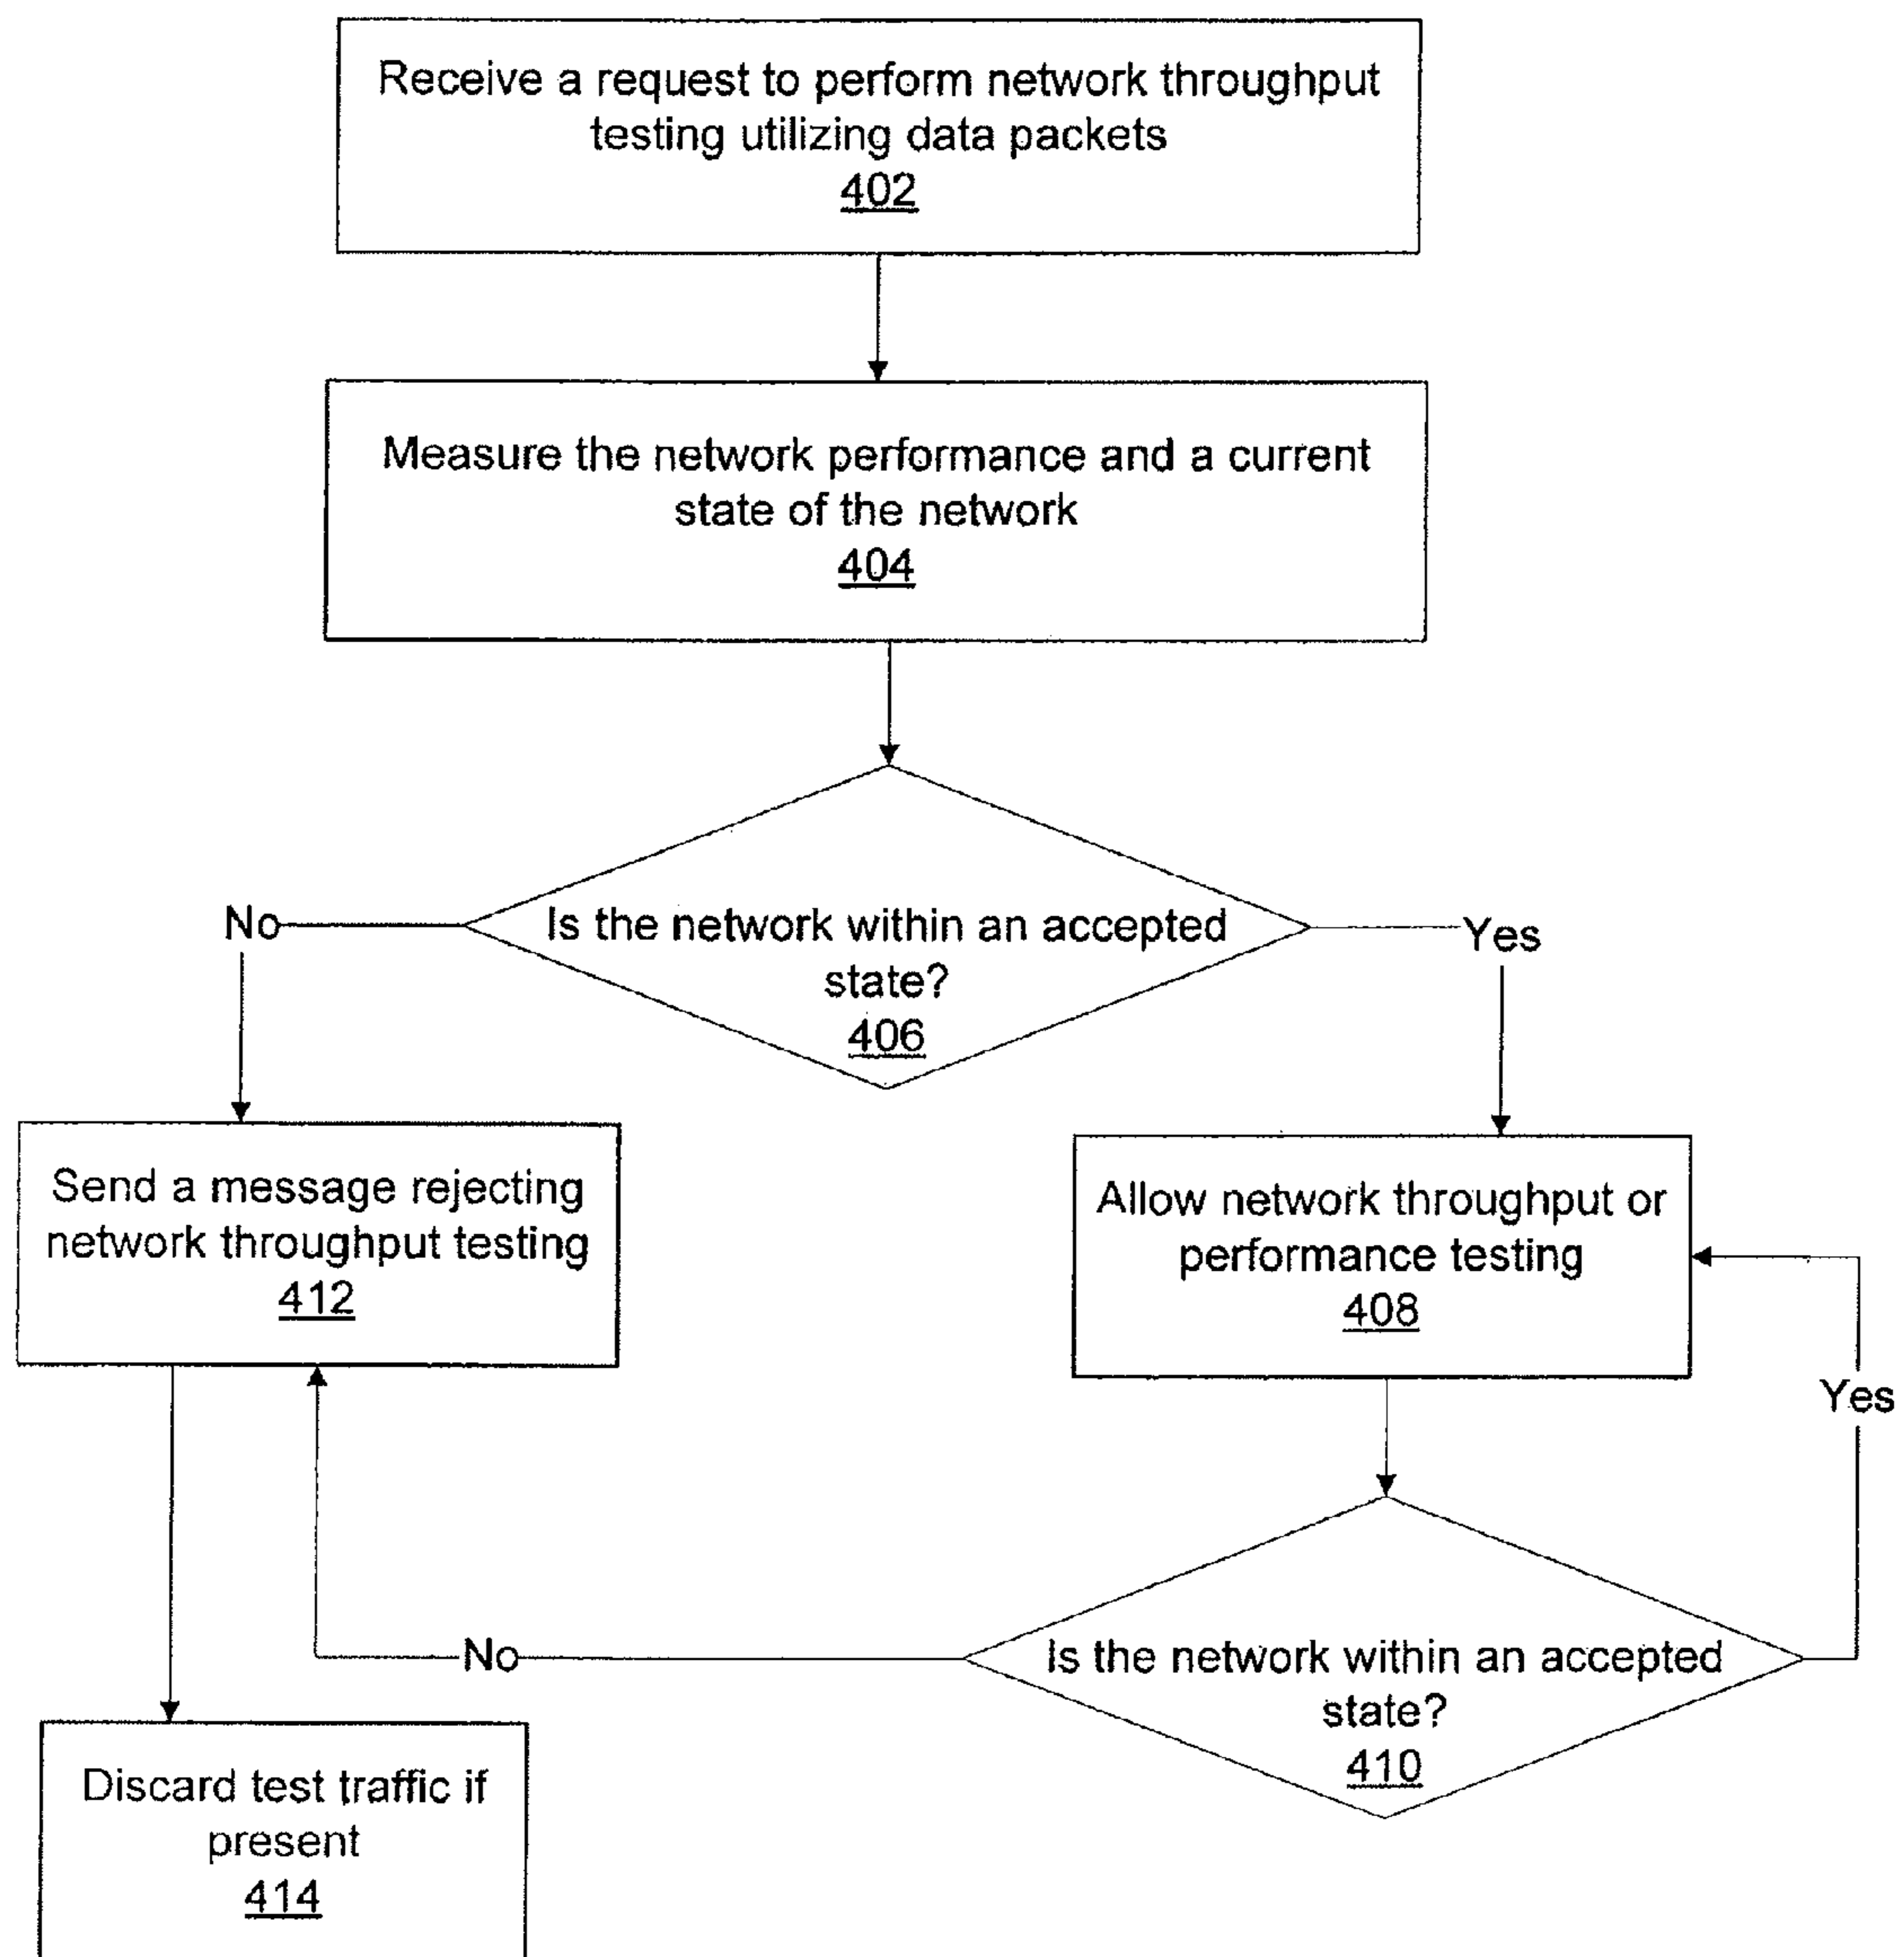 Receive a request to perform network throughput
testing utilizing data packets
402
Measure the network performance and a current
state of the network
404
No
Is the network within an accepted
state?
406
Yes
Send a message rejecting
network throughput testing
412
Allow network throughput or
performance testing
408
Yes
No
Is the network within an accepted
state?
410
Discard test traffic if
present
414